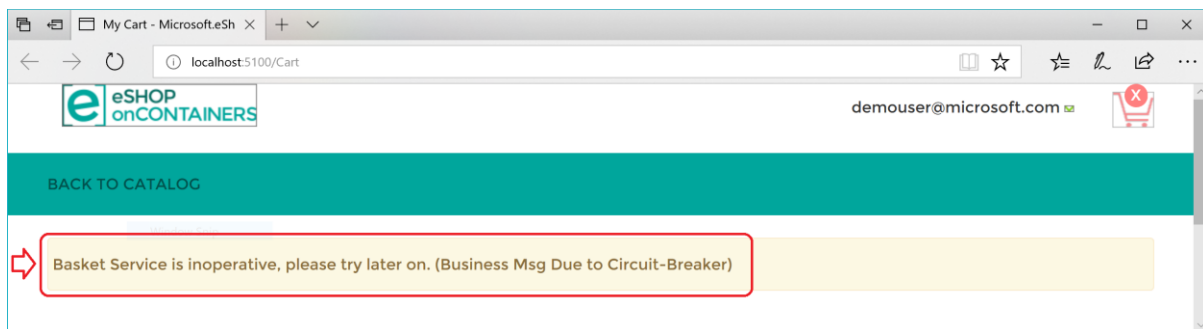 My Cart - Microsoft.eSh
localhost:5100/Cart
e
eSHOP
onCONTAINERS
demouser@microsoft.com
X
BACK TO CATALOG
Basket Service is inoperative, please try later on. (Business Msg Due to Circuit-Breaker)